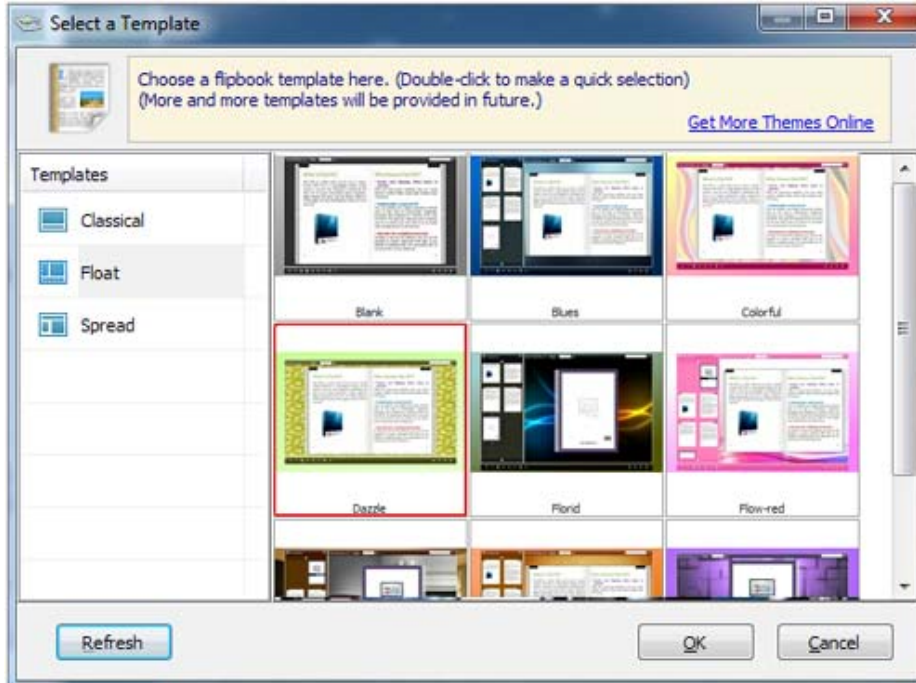 Select a Template
Choose a flipbook template here. (Double-click to make a quick selection)
(More and more templates will be provided in future.)
Get More Themes Online
Templates
Classical
Float
Spread
Blank
Blues
Colorful
Dazzle
Florid
Flow-red
Refresh
OK
Cancel